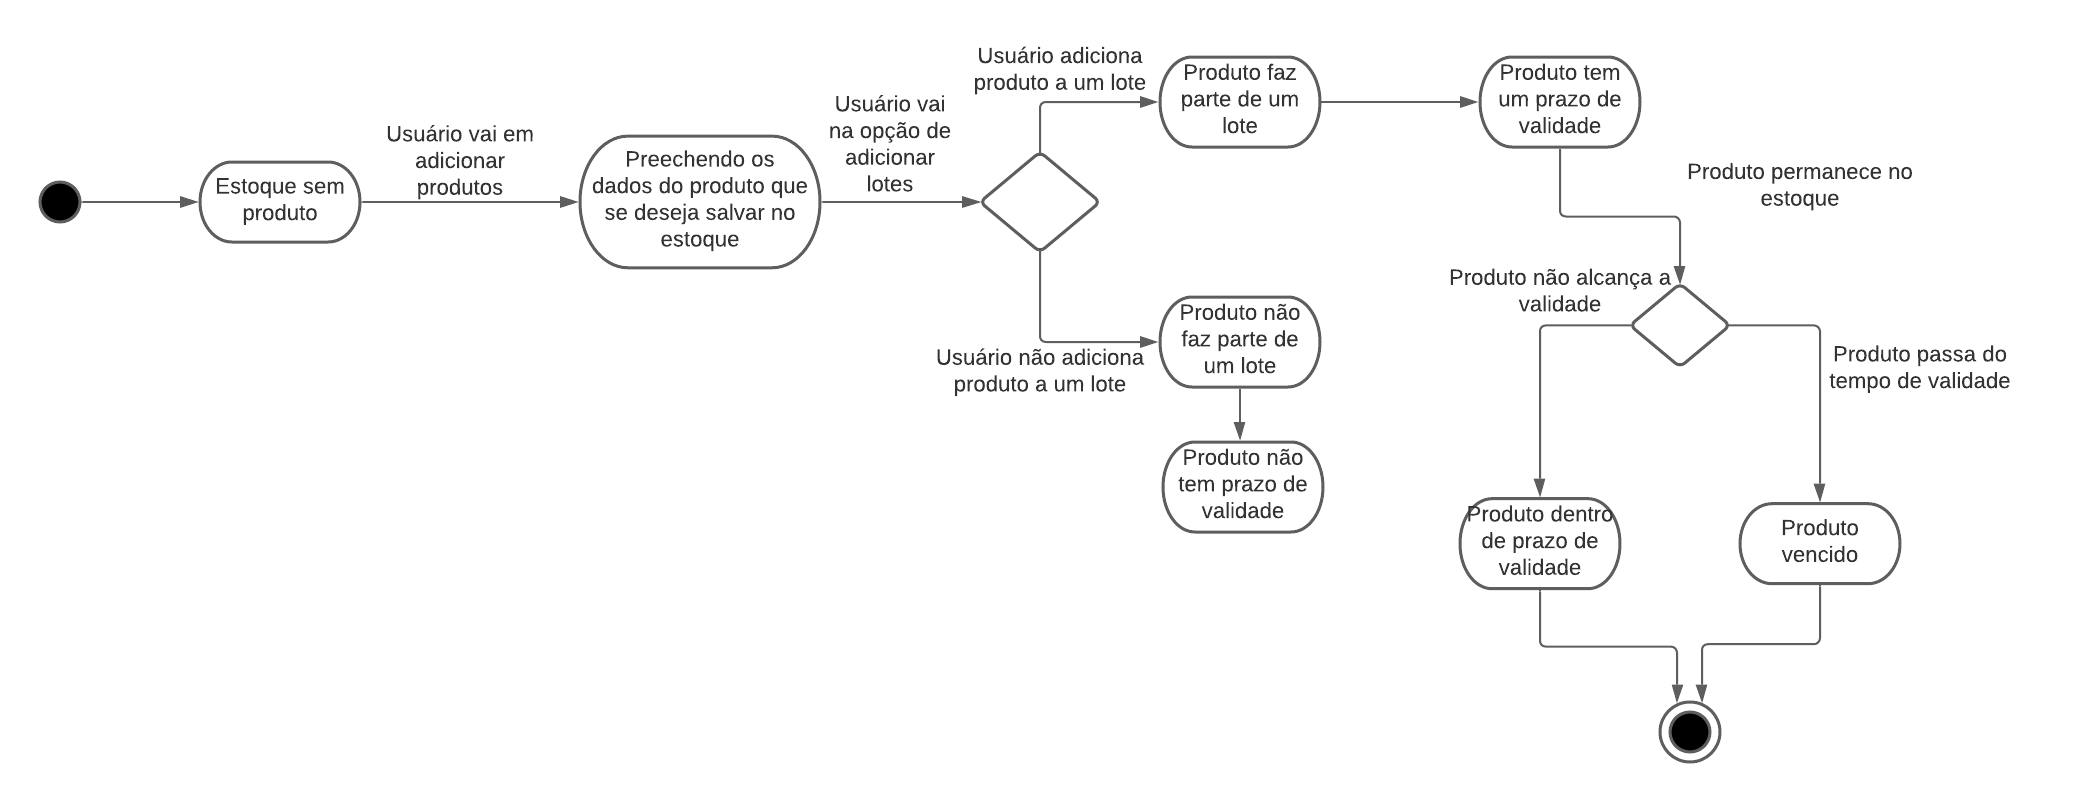 Estoque sem
produto
Usuário vai em
adicionar
produtos
Preechendo os
dados do produto que
se deseja salvar no
estoque
Usuário vai
na opção de
adicionar
lotes
Usuário adiciona
produto a um lote
Produto faz
parte de um
lote
Produto tem
um prazo de
validade
Produto permanece no
estoque
Usuário não adiciona
produto a um lote
Produto não
faz parte de
um lote
Produto não
tem prazo de
validade
Produto não alcança a
validade
Produto passa do
tempo de validade
Produto dentro
de prazo de
validade
Produto
vencido